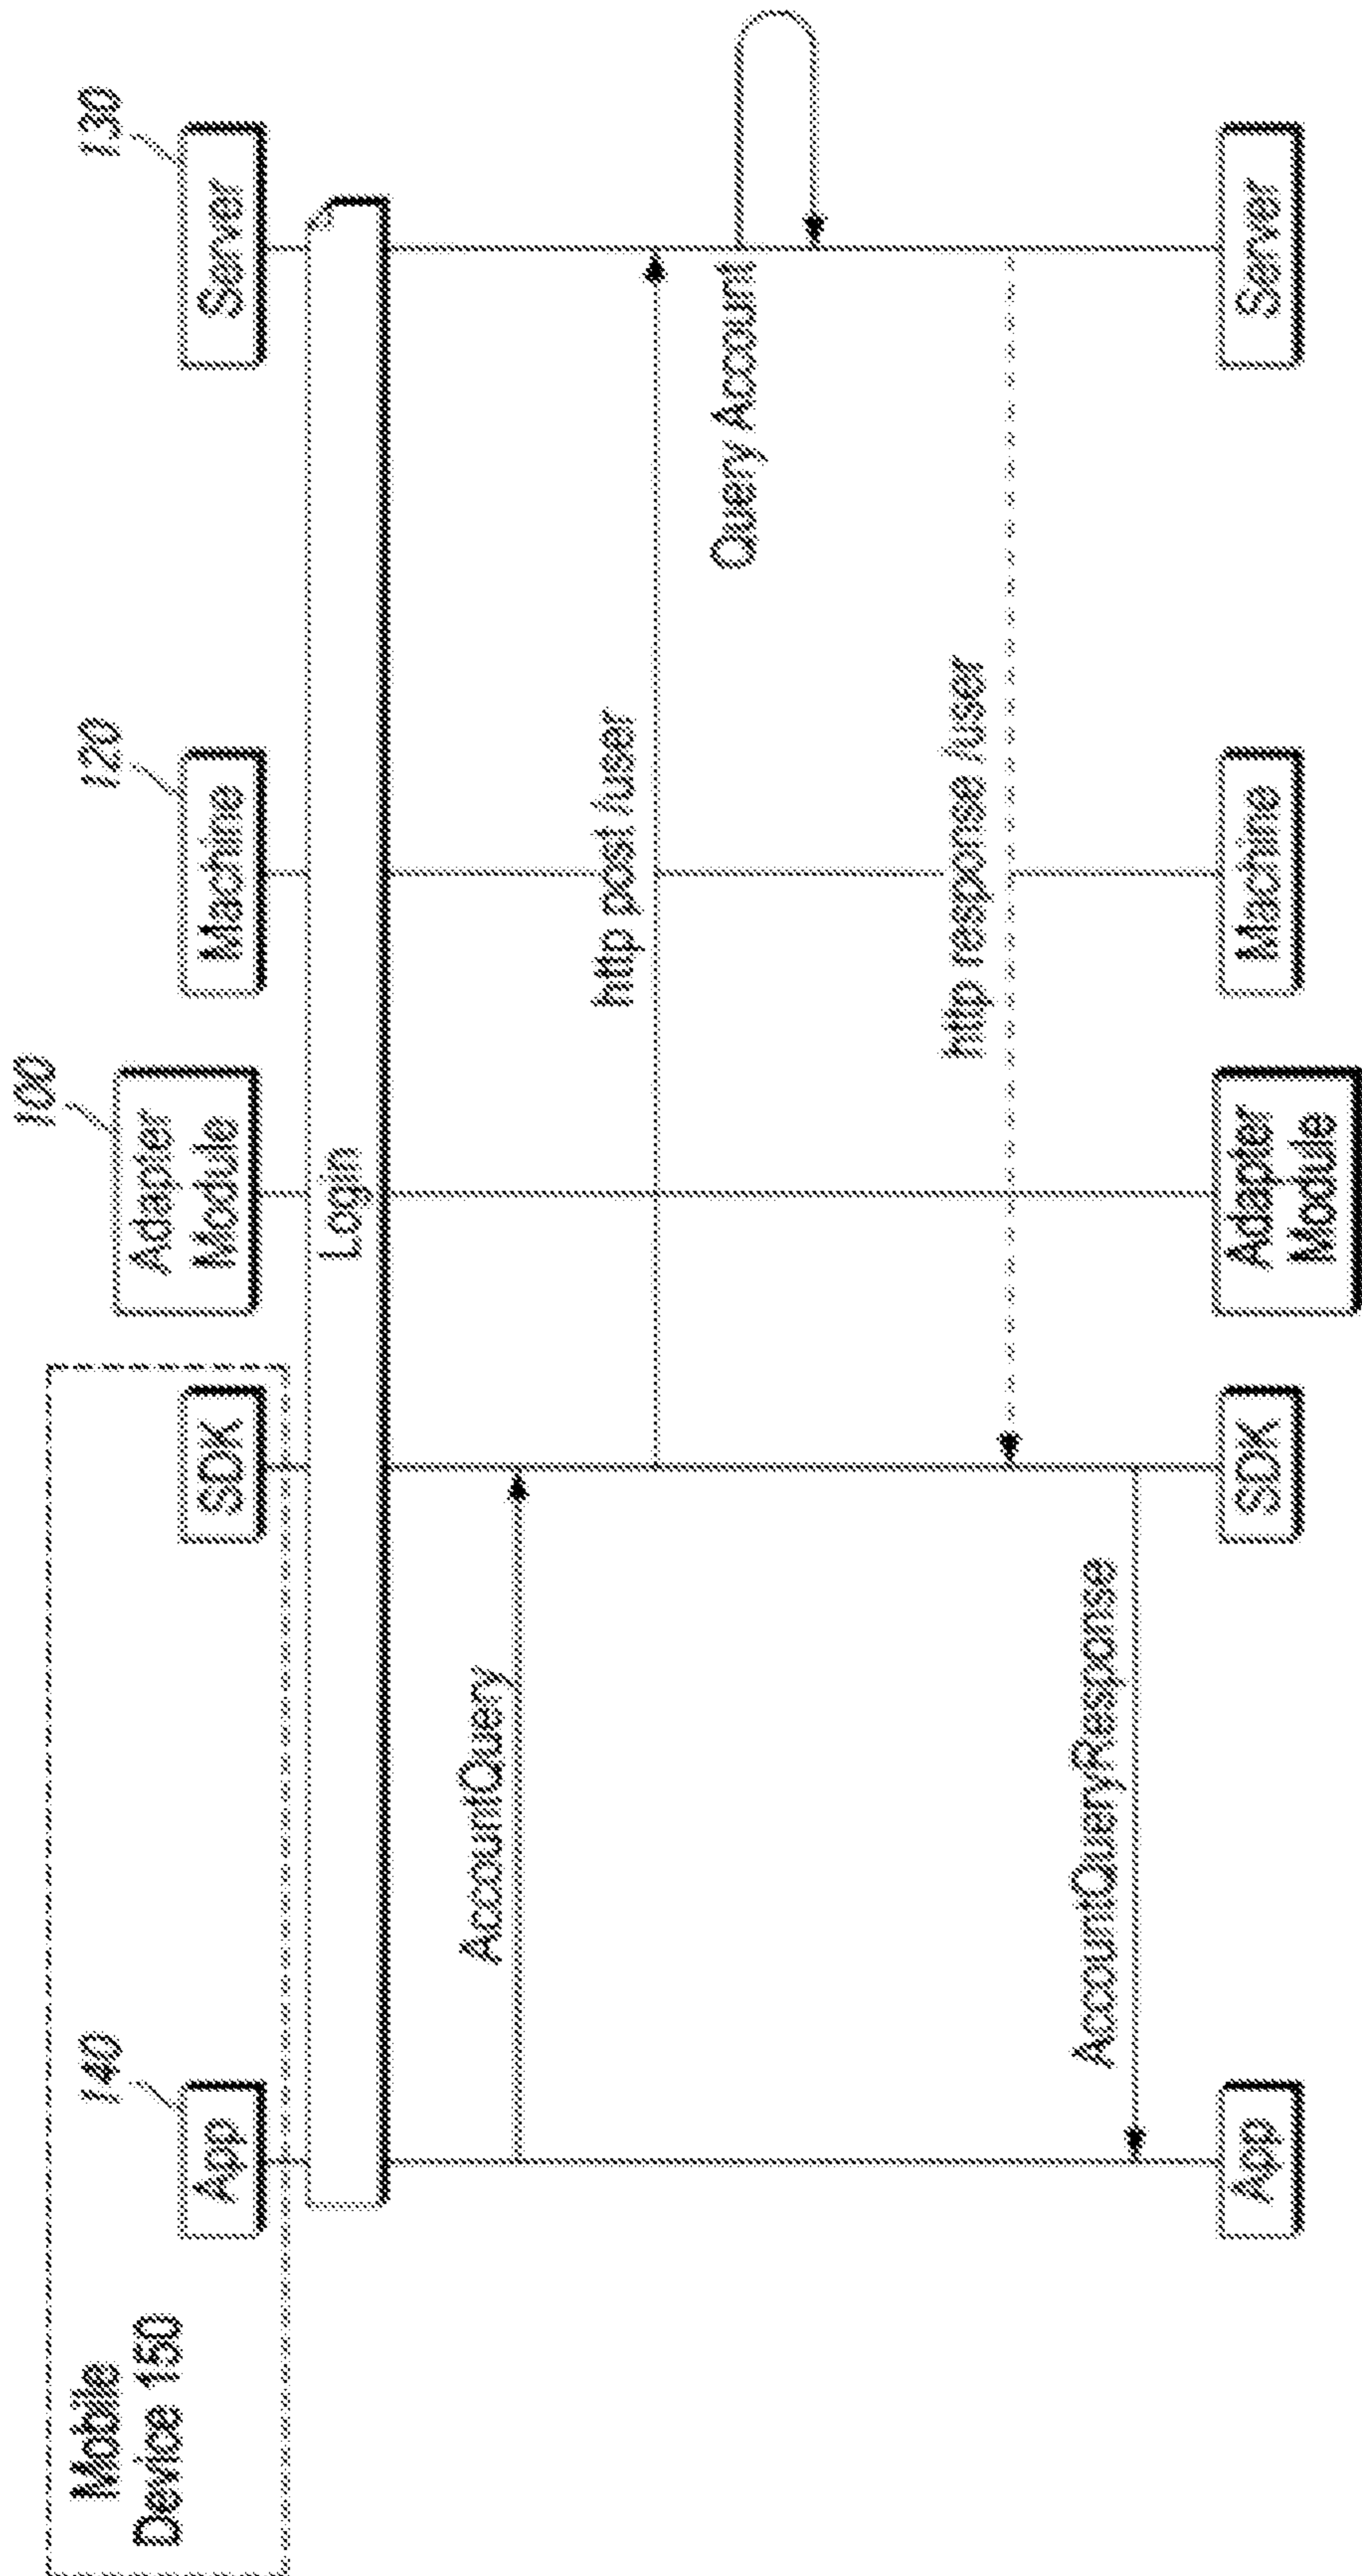 Mobile
Device 150
140
App
SDK
100
Adapter
Module
120
Machine
130
Server
Login
AccountQuery
http post /user
Query Account
http response /user
AccountQueryResponse
App
SDK
Adapter
Module
Machine
Server